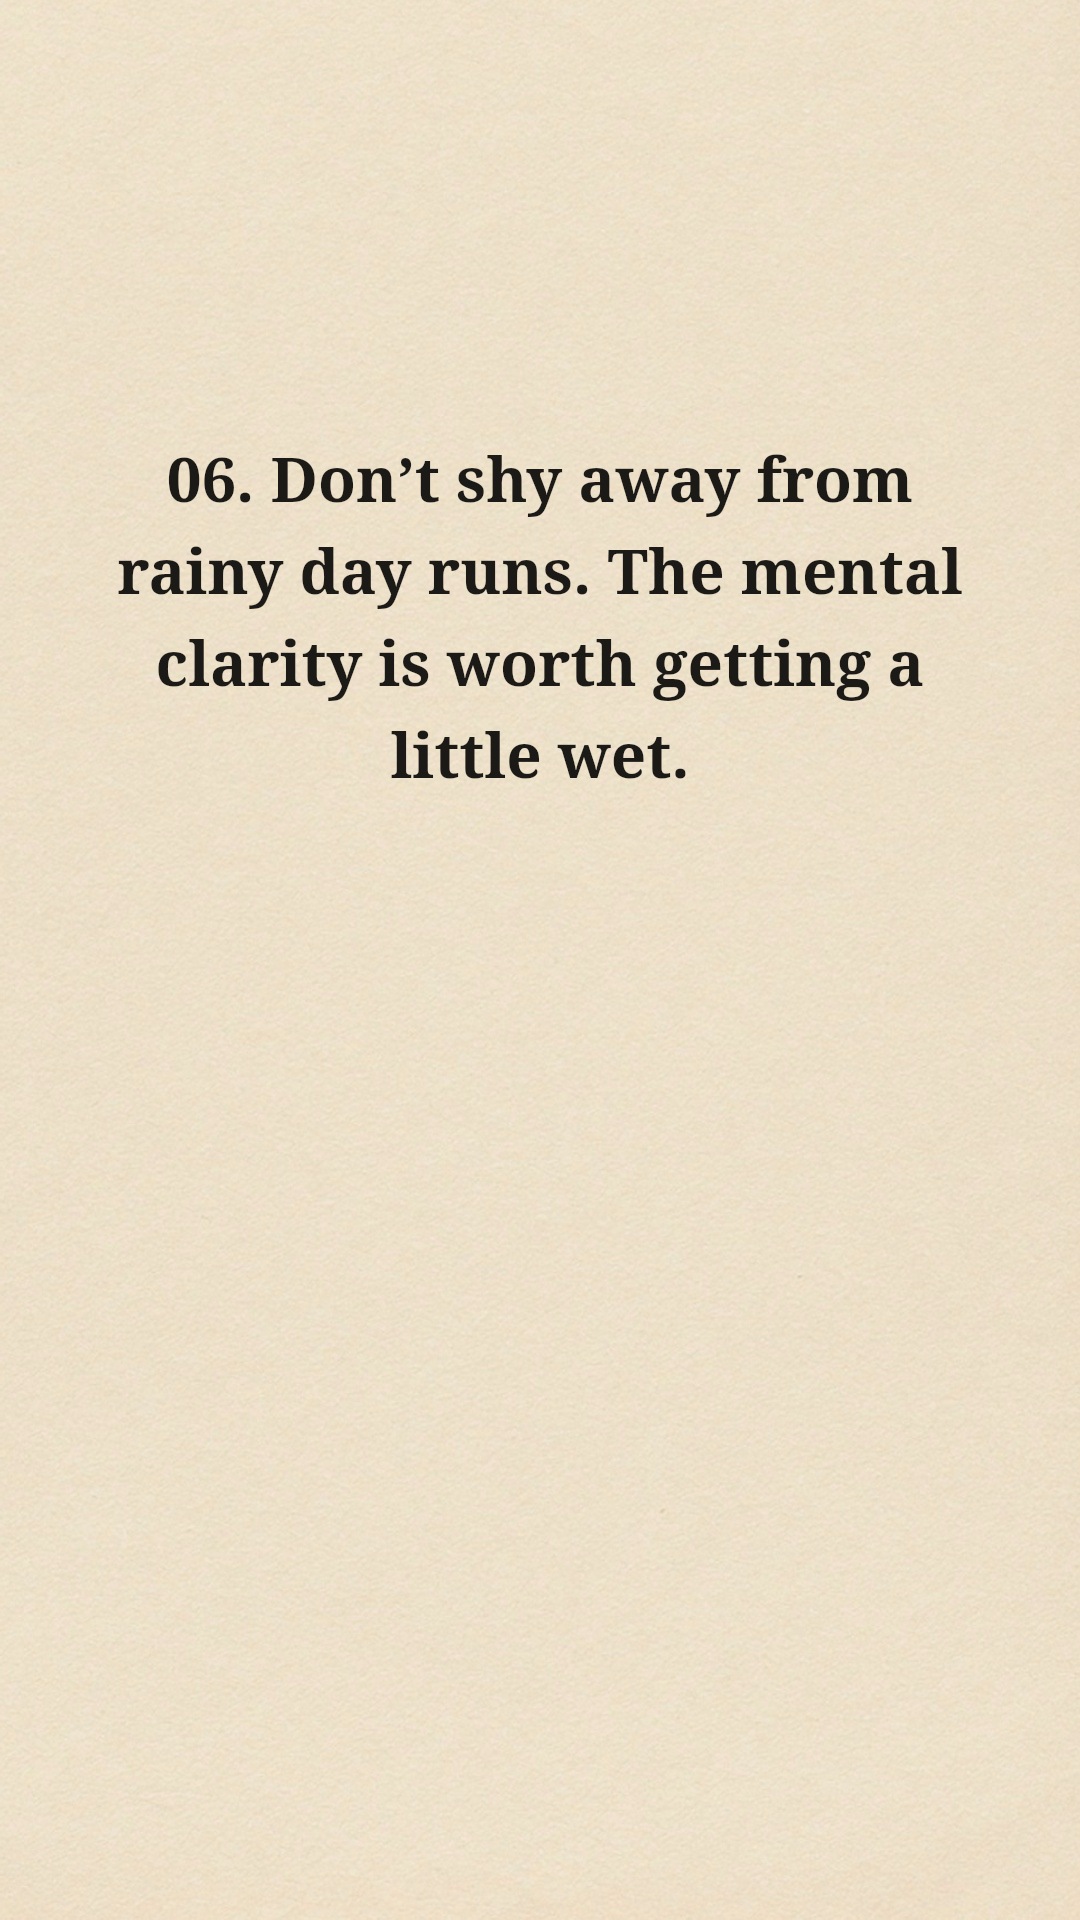 06. Don’t shy away from
rainy day runs. The mental
clarity is worth getting a
little wet.